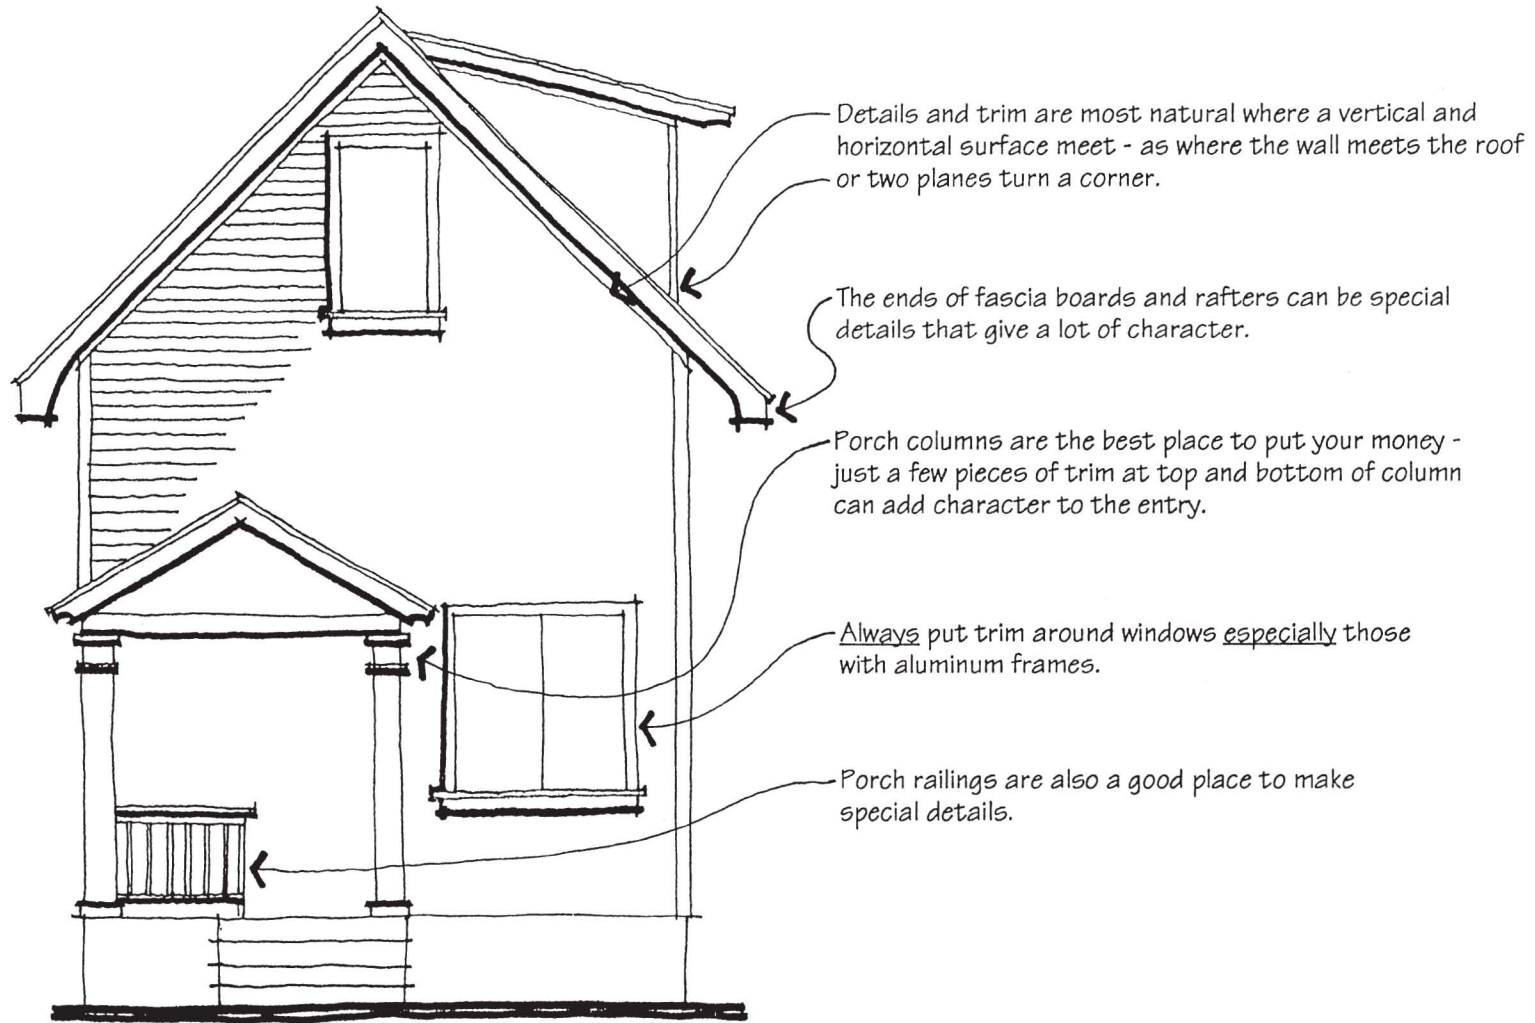 Details and trim are most natural where a vertical and
horizontal surface meet - as where the wall meets the roof
or two planes turn a corner.
The ends of fascia boards and rafters can be special
details that give a lot of character.
Porch columns are the best place to put your money -
just a few pieces of trim at top and bottom of column
can add character to the entry.
Always put trim around windows especially those
with aluminum frames.
Porch railings are also a good place to make
special details.